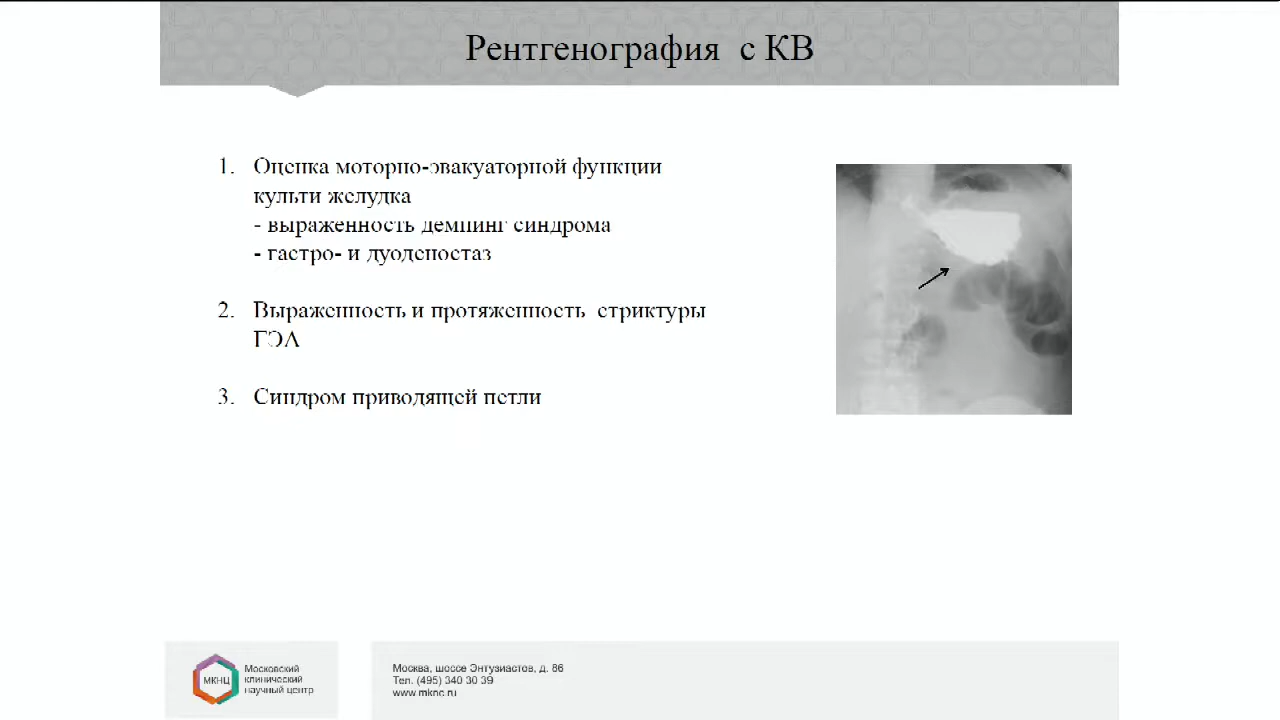 Рентгенография с КВ
1. Оценка моторно-эвакуаторной функции
культи желудка
- выраженность демпинг синдрома
- гастро- и дуоденостаз
2. Выраженность и протяженность стриктуры
ГЭА
3. Синдром приводящей петли
МКНЦ
Московский
клинический
научный центр
Москва, шоссе Энтузиастов, д. 86
Тел. (495) 340 30 39
www.mknc.ru